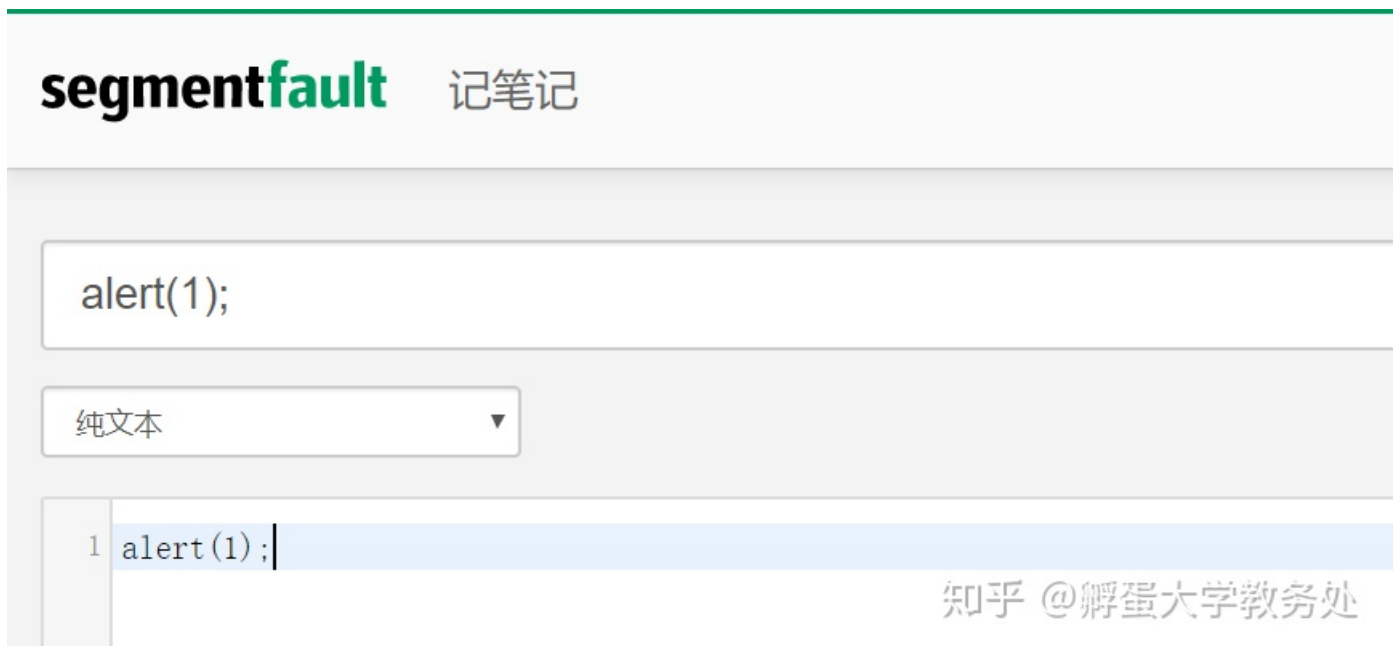 segmentfault 记笔记
alert(1);
纯文本
1 alert(1);
知乎 @孵蛋大学教务处